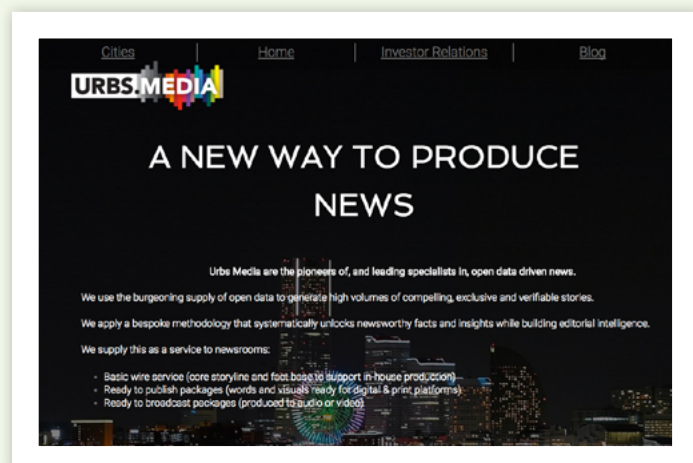 Cities Home Investor Relations Blog
URBS.MEDIA
A NEW WAY TO PRODUCE
NEWS
Urbs Media are the pioneers of, and leading specialists in, open data driven news.
We use the burgeoning supply of open data to generate high volumes of compelling, exclusive and verifiable stories.
We apply a bespoke methodology that systematically unlocks newsworthy facts and insights while building editorial intelligence.
We supply this as a service to newsrooms:
Basic wire service (core storyline and fact base to support in-house production)
Ready to publish packages (words and visuals ready for digital & print platforms)
Ready to broadcast packages (produced to audio or video)